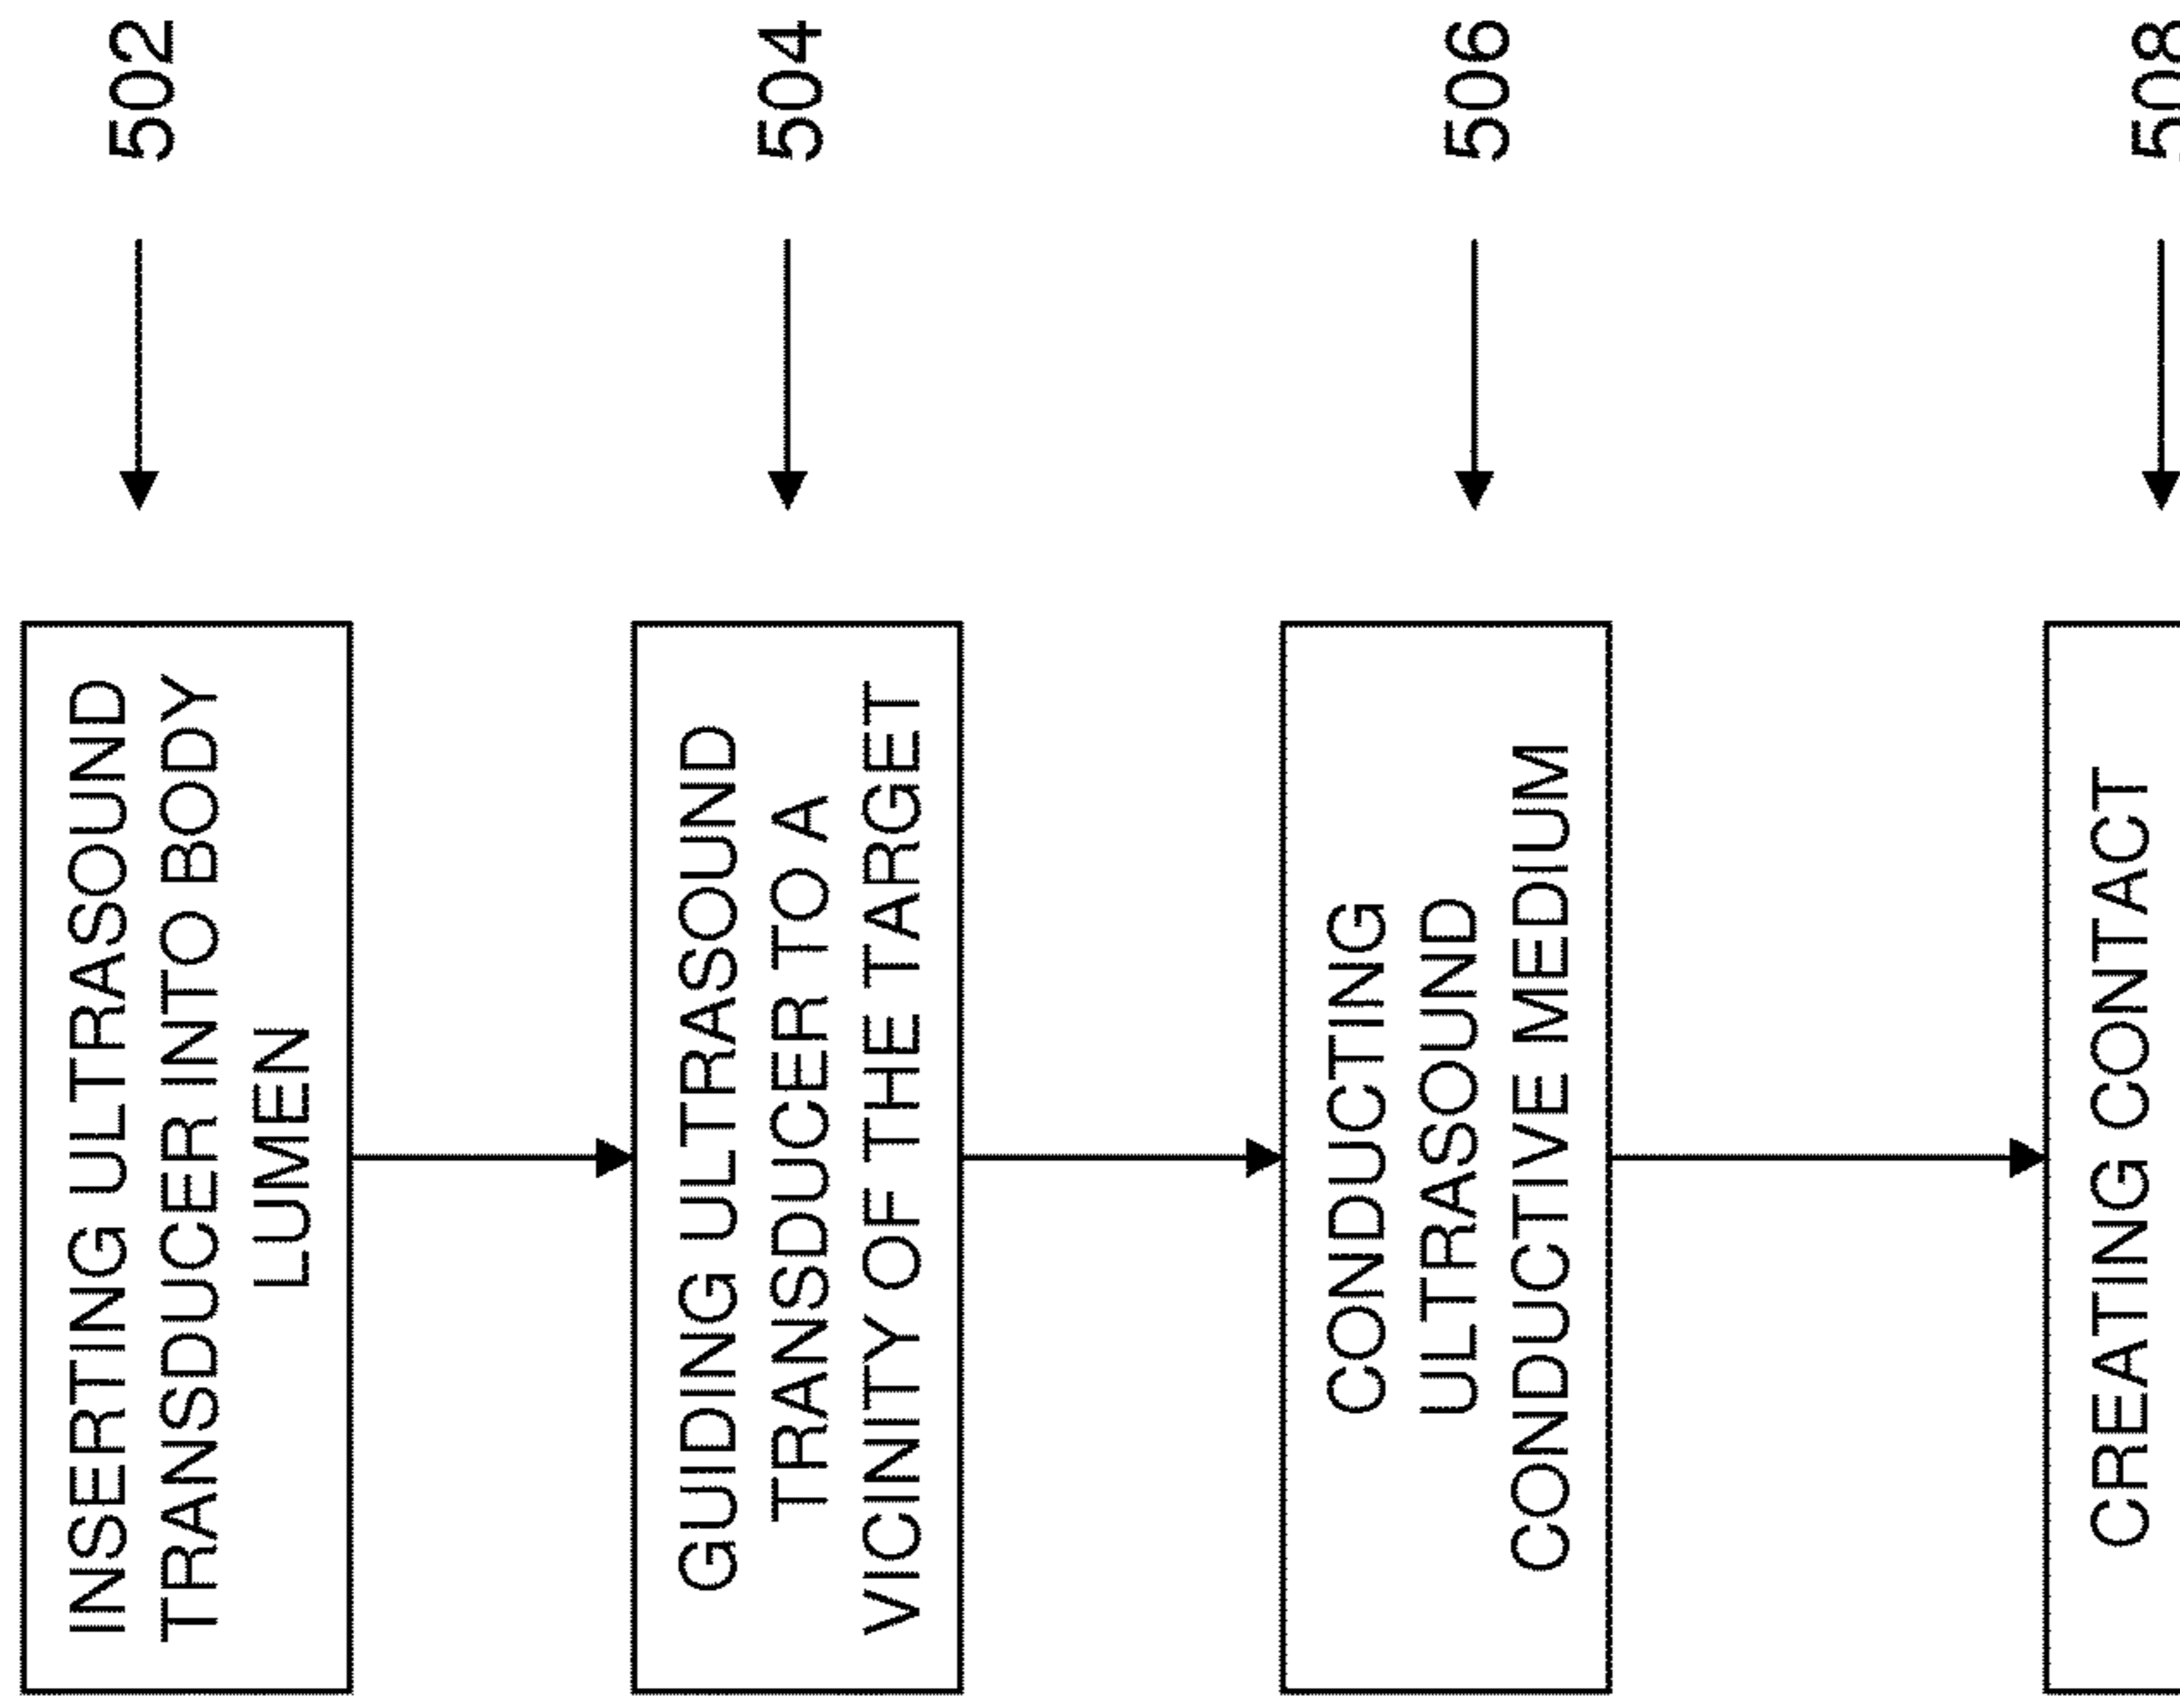 INSERTING ULTRASOUND
TRANSDUCER INTO BODY
LUMEN
502
GUIDING ULTRASOUND
TRANSDUCER TO A
VICINITY OF THE TARGET
504
CONDUCTING
ULTRASOUND
CONDUCTIVE MEDIUM
506
CREATING CONTACT
508